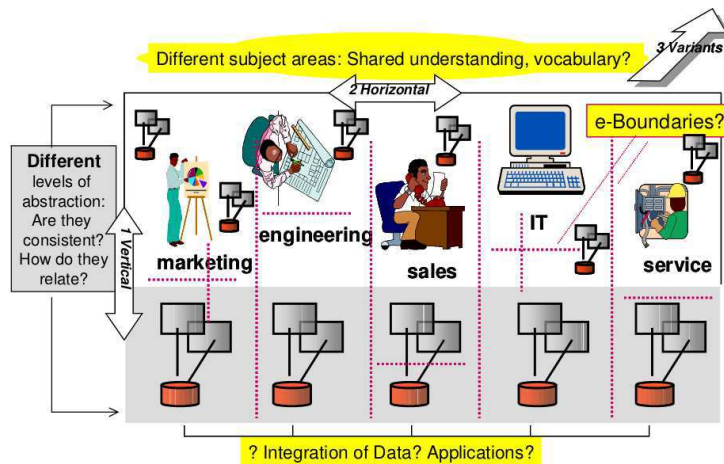 Different subject areas: Shared understanding, vocabulary?
3 Variants
2 Horizontal
e-Boundaries?
Different
levels of
abstraction:
Are they
consistent?
How do they
relate?
1 Vertical
marketing
engineering
sales
IT
service
? Integration of Data? Applications?